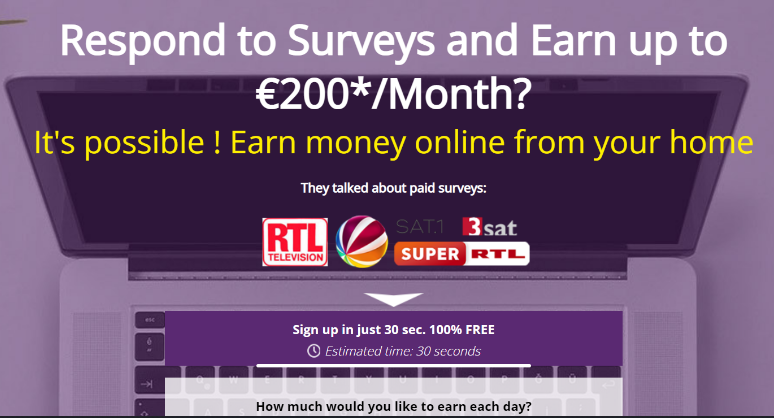 Respond to Surveys and Earn up to
€200*/Month?
It's possible ! Earn money online from your home
They talked about paid surveys:
RTL
TELEVISION
SAT.1
3sat
SUPER RTL
Sign up in just 30 sec. 100% FREE
Estimated time: 30 seconds
esc
Q W E R T Z U I O P Ü
How much would you like to earn each day?
A S